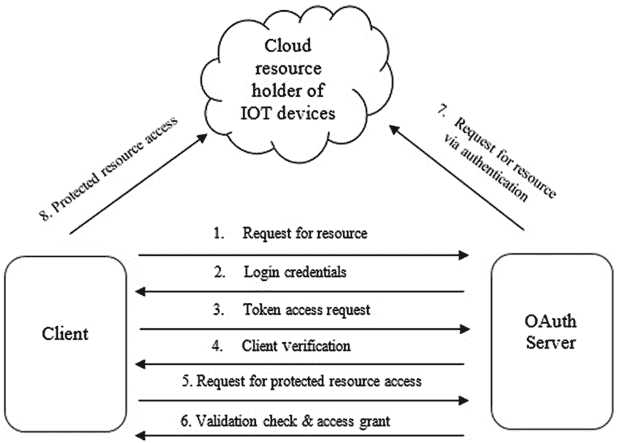 Cloud
resource
holder of
IOT devices
8. Protected resource access
7. Request for resource
via authentication
1. Request for resource
2. Login credentials
3. Token access request
4. Client verification
5. Request for protected resource access
6. Validation check & access grant
Client
OAuth
Server